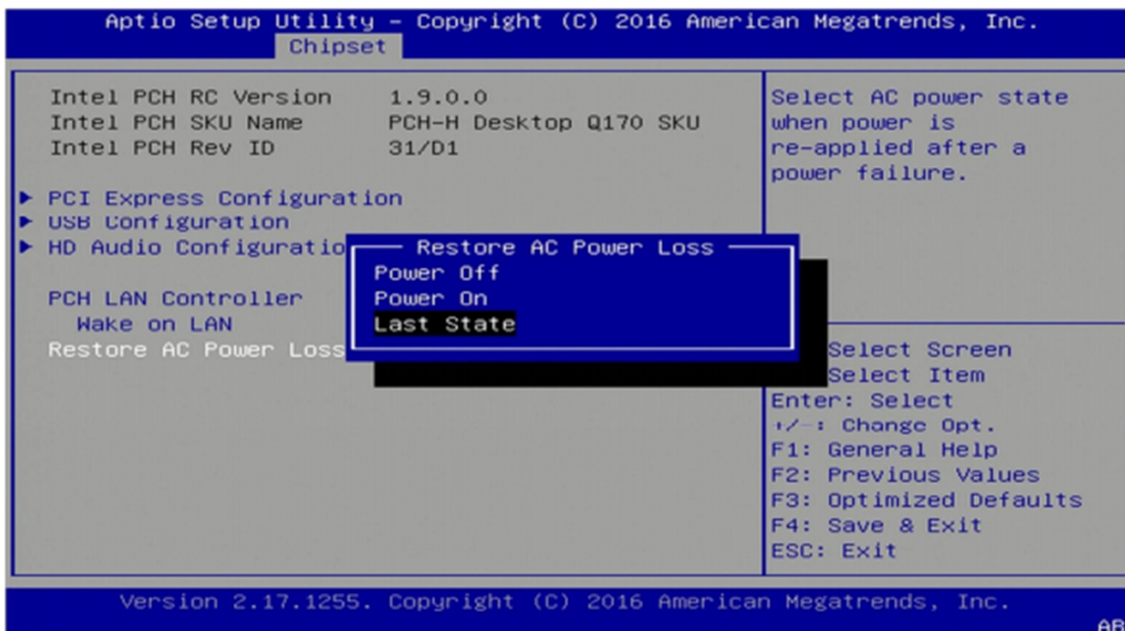 Aptio Setup Utility – Copyright (C) 2016 American Megatrends, Inc.
Chipset
Intel PCH RC Version 1.9.0.0
Intel PCH SKU Name PCH-H Desktop Q170 SKU
Intel PCH Rev ID 31/D1
PCI Express Configuration
USB Configuration
HD Audio Configuratio
PCH LAN Controller
Wake on LAN
Restore AC Power Loss
Restore AC Power Loss
Power Off
Power On
Last State
Select AC power state
when power is
re-applied after a
power failure.
Select Screen
Select Item
Enter: Select
+/-: Change Opt.
F1: General Help
F2: Previous Values
F3: Optimized Defaults
F4: Save & Exit
ESC: Exit
Version 2.17.1255. Copyright (C) 2016 American Megatrends, Inc.
AB